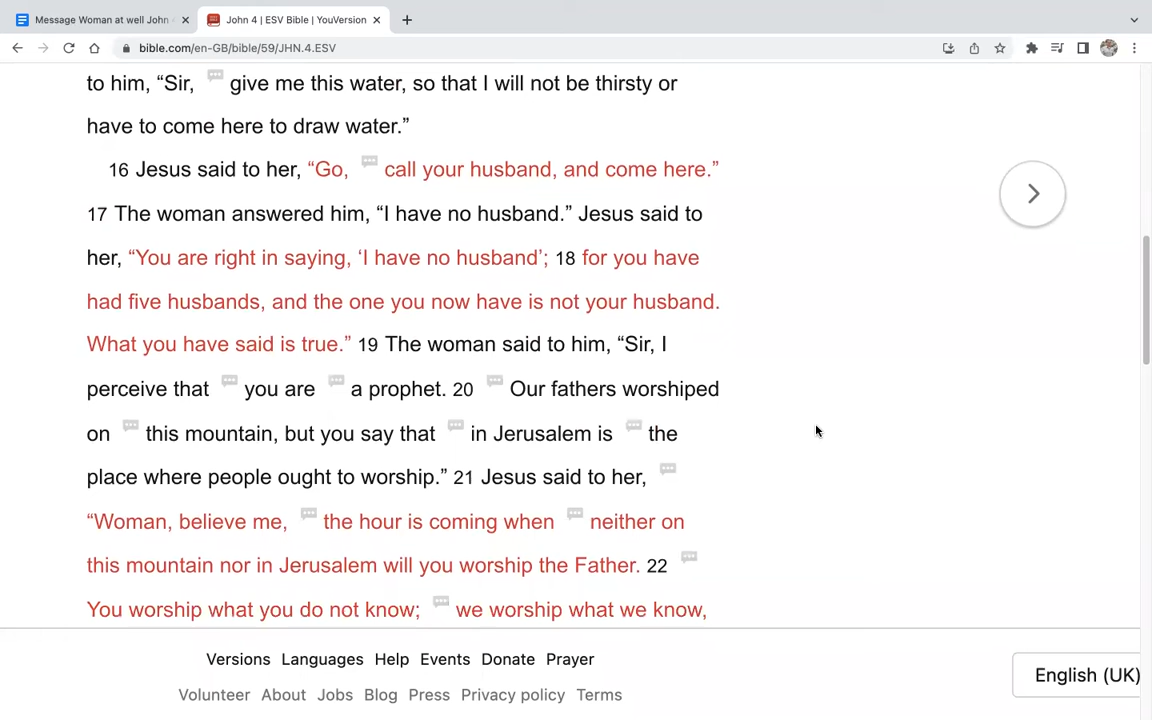 Message Woman at well John
John 4 | ESV Bible | YouVersion
bible.com/en-GB/bible/59/JHN.4.ESV
to him, “Sir, give me this water, so that I will not be thirsty or
have to come here to draw water.”
16 Jesus said to her, “Go, call your husband, and come here.”
17 The woman answered him, “I have no husband.” Jesus said to
her, “You are right in saying, ‘I have no husband’; 18 for you have
had five husbands, and the one you now have is not your husband.
What you have said is true.” 19 The woman said to him, “Sir, I
perceive that you are a prophet. 20 Our fathers worshiped
on this mountain, but you say that in Jerusalem is the
place where people ought to worship.” 21 Jesus said to her,
“Woman, believe me, the hour is coming when neither on
this mountain nor in Jerusalem will you worship the Father. 22
You worship what you do not know; we worship what we know,
Versions Languages Help Events Donate Prayer
English (UK)
Volunteer About Jobs Blog Press Privacy policy Terms